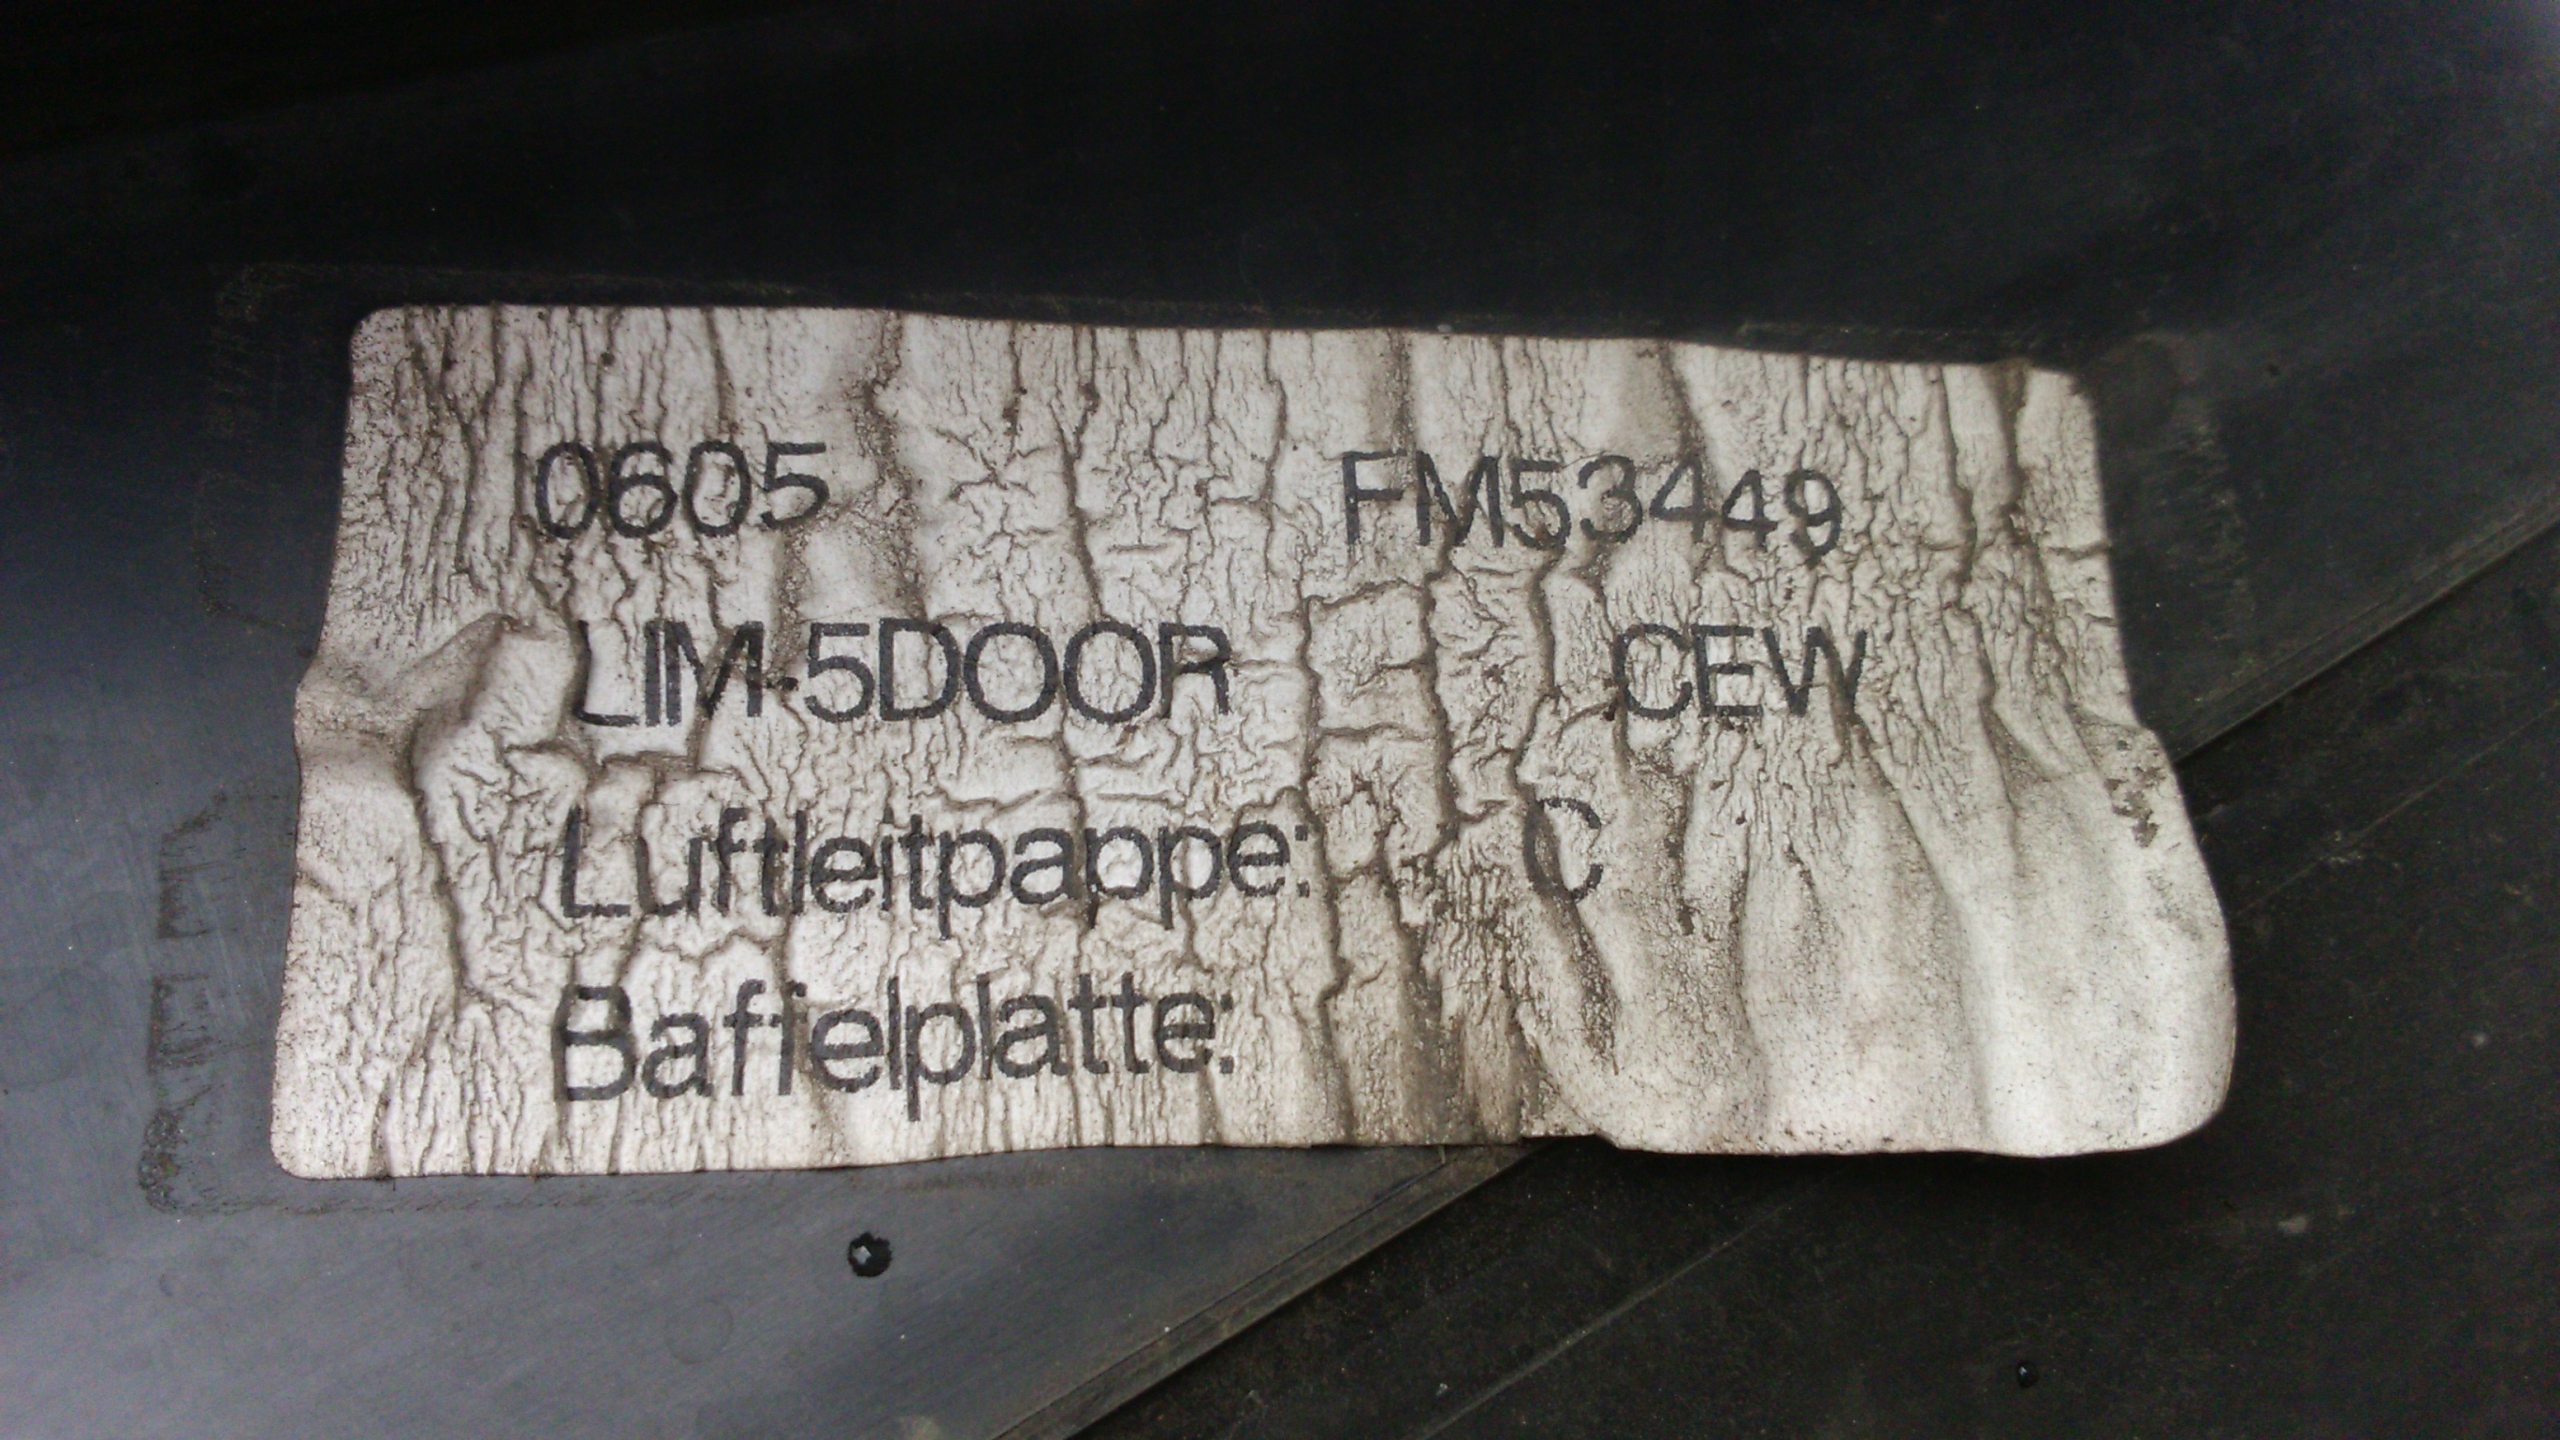 0605 FM53449
LIM-5DOOR CEW
Luftleitpappe: C
Baffelplatte: